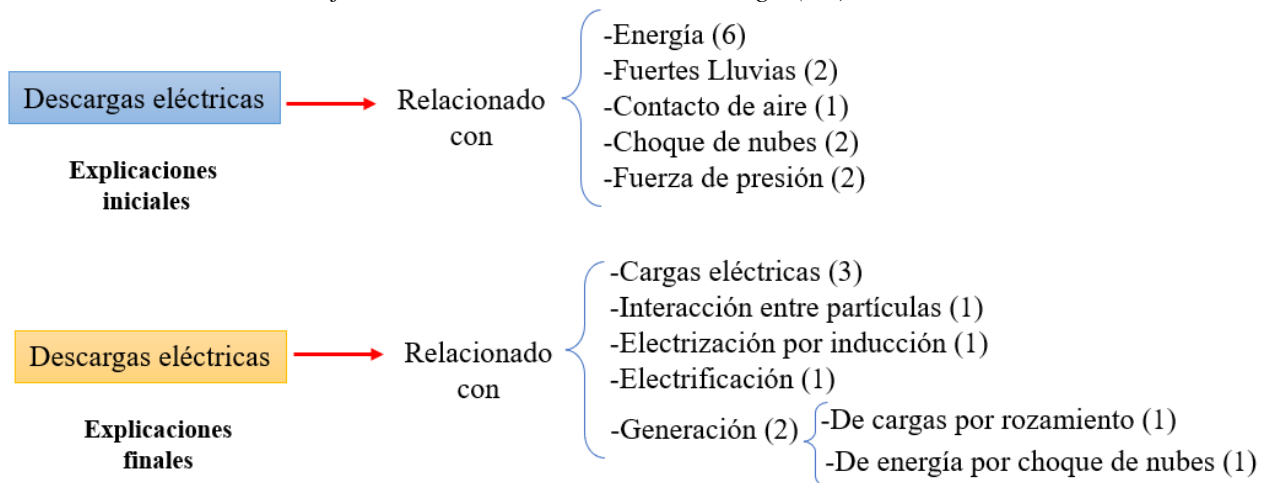 -Energía (6)
-Fuertes Lluvias (2)
-Contacto de aire (1)
-Choque de nubes (2)
-Fuerza de presión (2)
Descargas eléctricas
Relacionado
con
Explicaciones
iniciales
-Cargas eléctricas (3)
-Interacción entre partículas (1)
-Electrización por inducción (1)
-Electrificación (1)
-Generación (2)
-De cargas por rozamiento (1)
-De energía por choque de nubes (1)
Descargas eléctricas
Relacionado
con
Explicaciones
finales